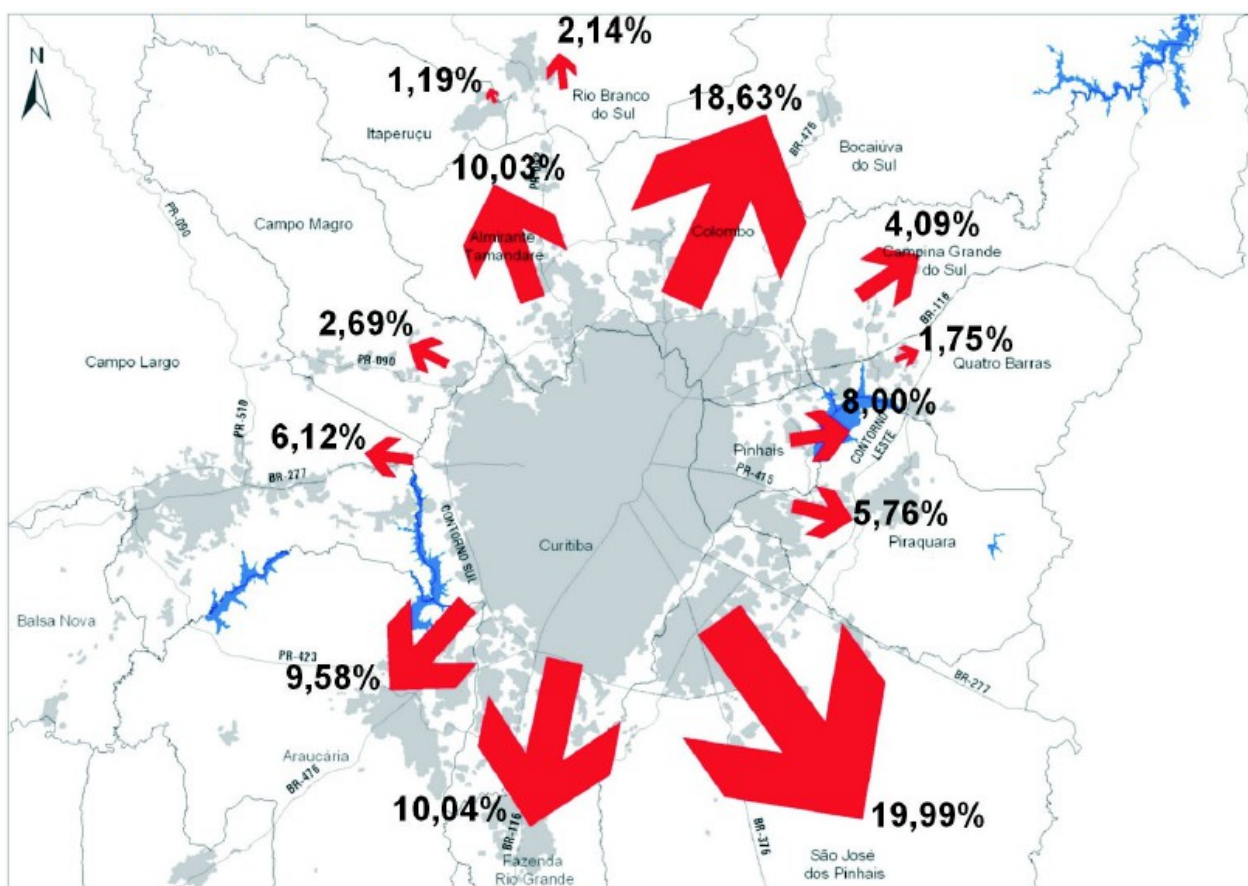 2,14%
N
1,19%
Rio Branco
do Sul
18,63%
Itaperuçu
BR-476
Bocaiúva
do Sul
10,03%
PR-090
Campo Magro
4,09%
Almirante
Tamandaré
Colombo
Campina Grande
do Sul
BR-116
2,69%
1,75%
Campo Largo
PR-090
Quatro Barras
8,00%
PR-510
6,12%
Pinhais
CONTORNO
LESTE
BR-277
PR-415
5,76%
CONTORNO SUL
Curitiba
Piraquara
Balsa Nova
PR-423
9,58%
BR-277
Araucária
BR-476
10,04%
BR-116
19,99%
BR-376
Fazenda
Rio Grande
São José
dos Pinhais